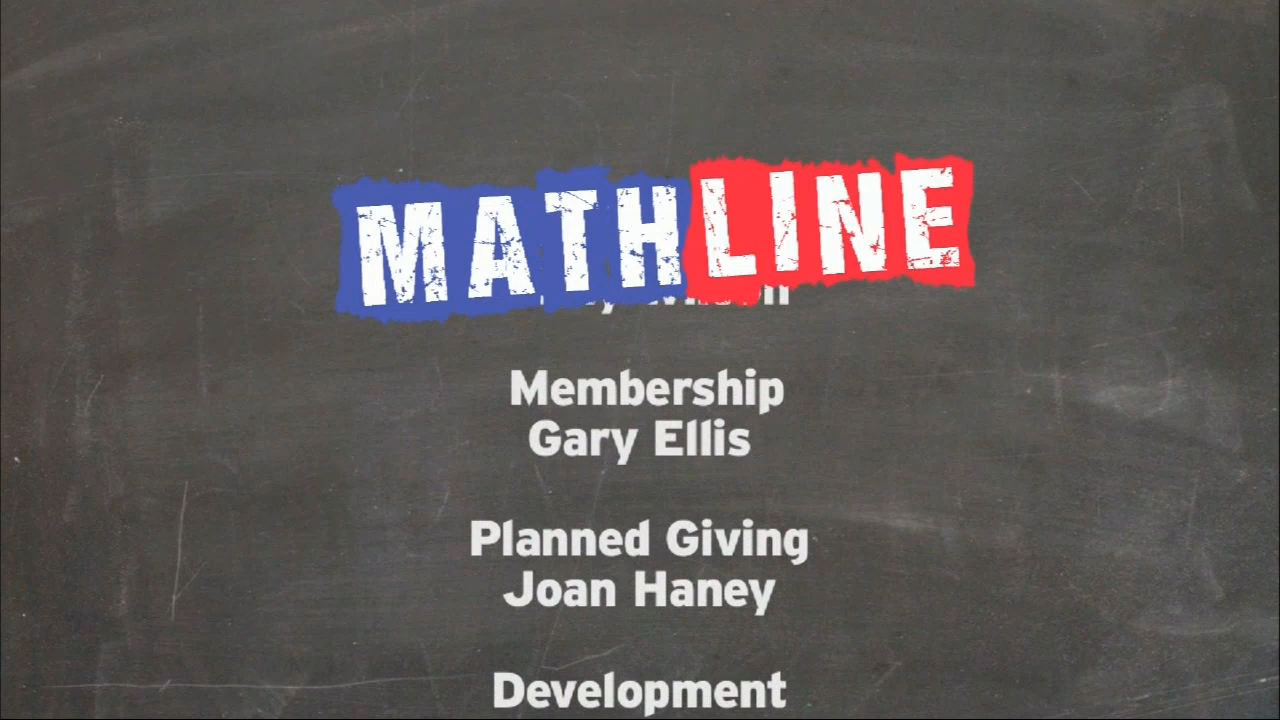 MATHLINE
Membership
Gary Ellis
Planned Giving
Joan Haney
Development